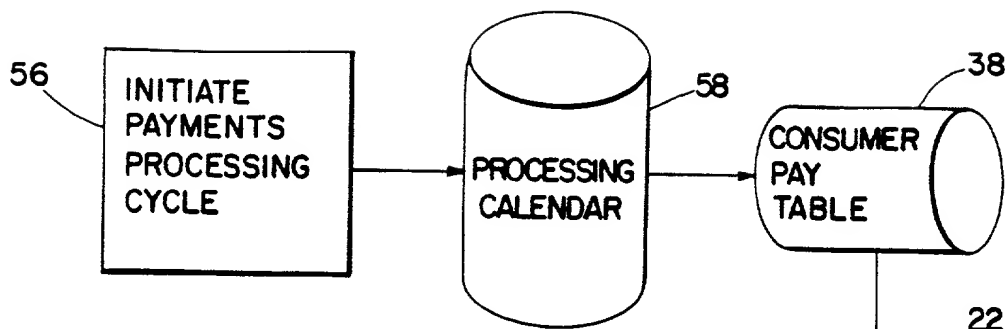 56
INITIATE
PAYMENTS
PROCESSING
CYCLE
58
PROCESSING
CALENDAR
38
CONSUMER
PAY
TABLE
22